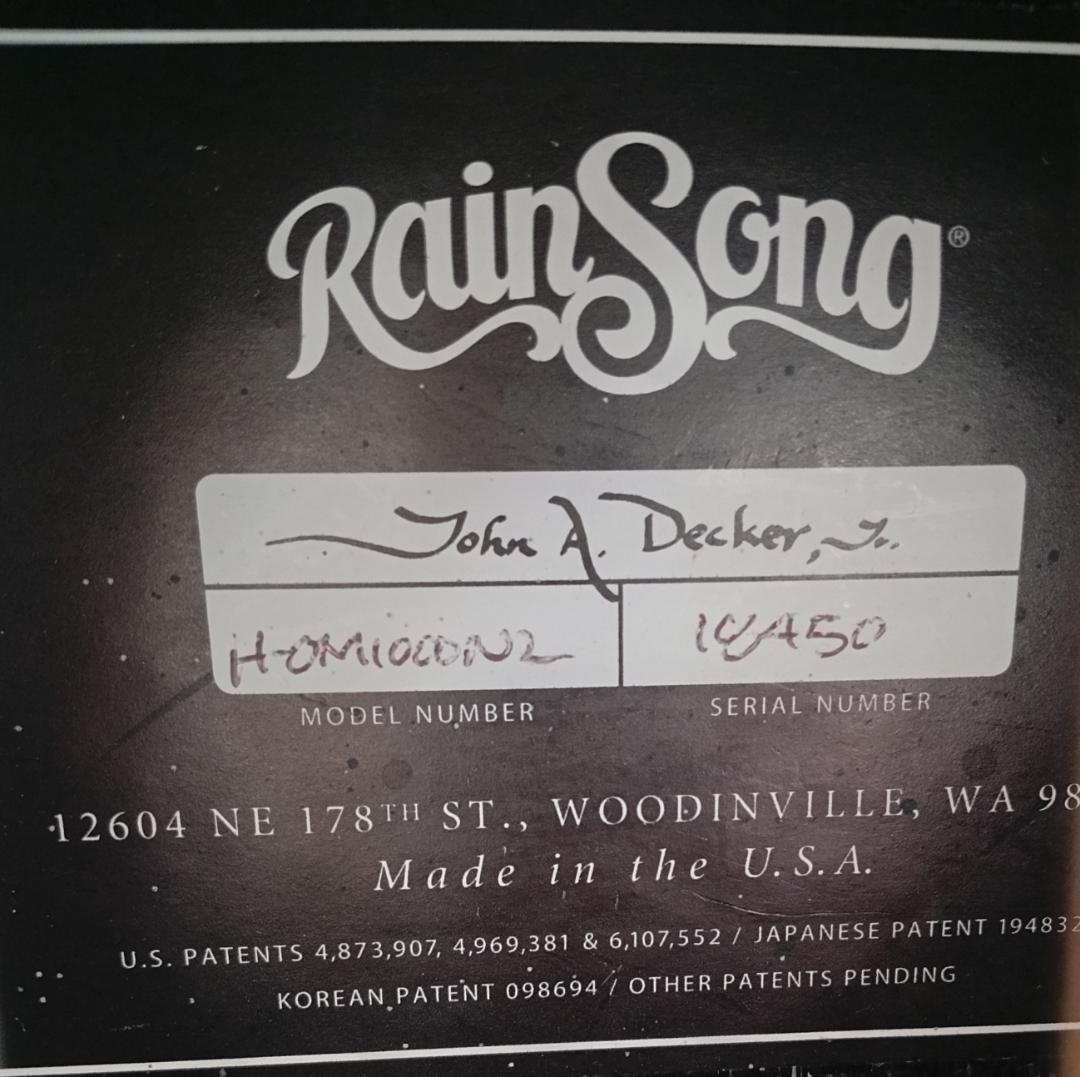 RainSong®
John A. Decker, Jr.
H-OM1000N2
MODEL NUMBER
SERIAL NUMBER
12604 NE 178TH ST., WOODINVILLE, WA 98
Made in the U.S.A.
U.S. PATENTS 4,873,907, 4,969,381 & 6,107,552 / JAPANESE PATENT 194832
KOREAN PATENT 098694 / OTHER PATENTS PENDING